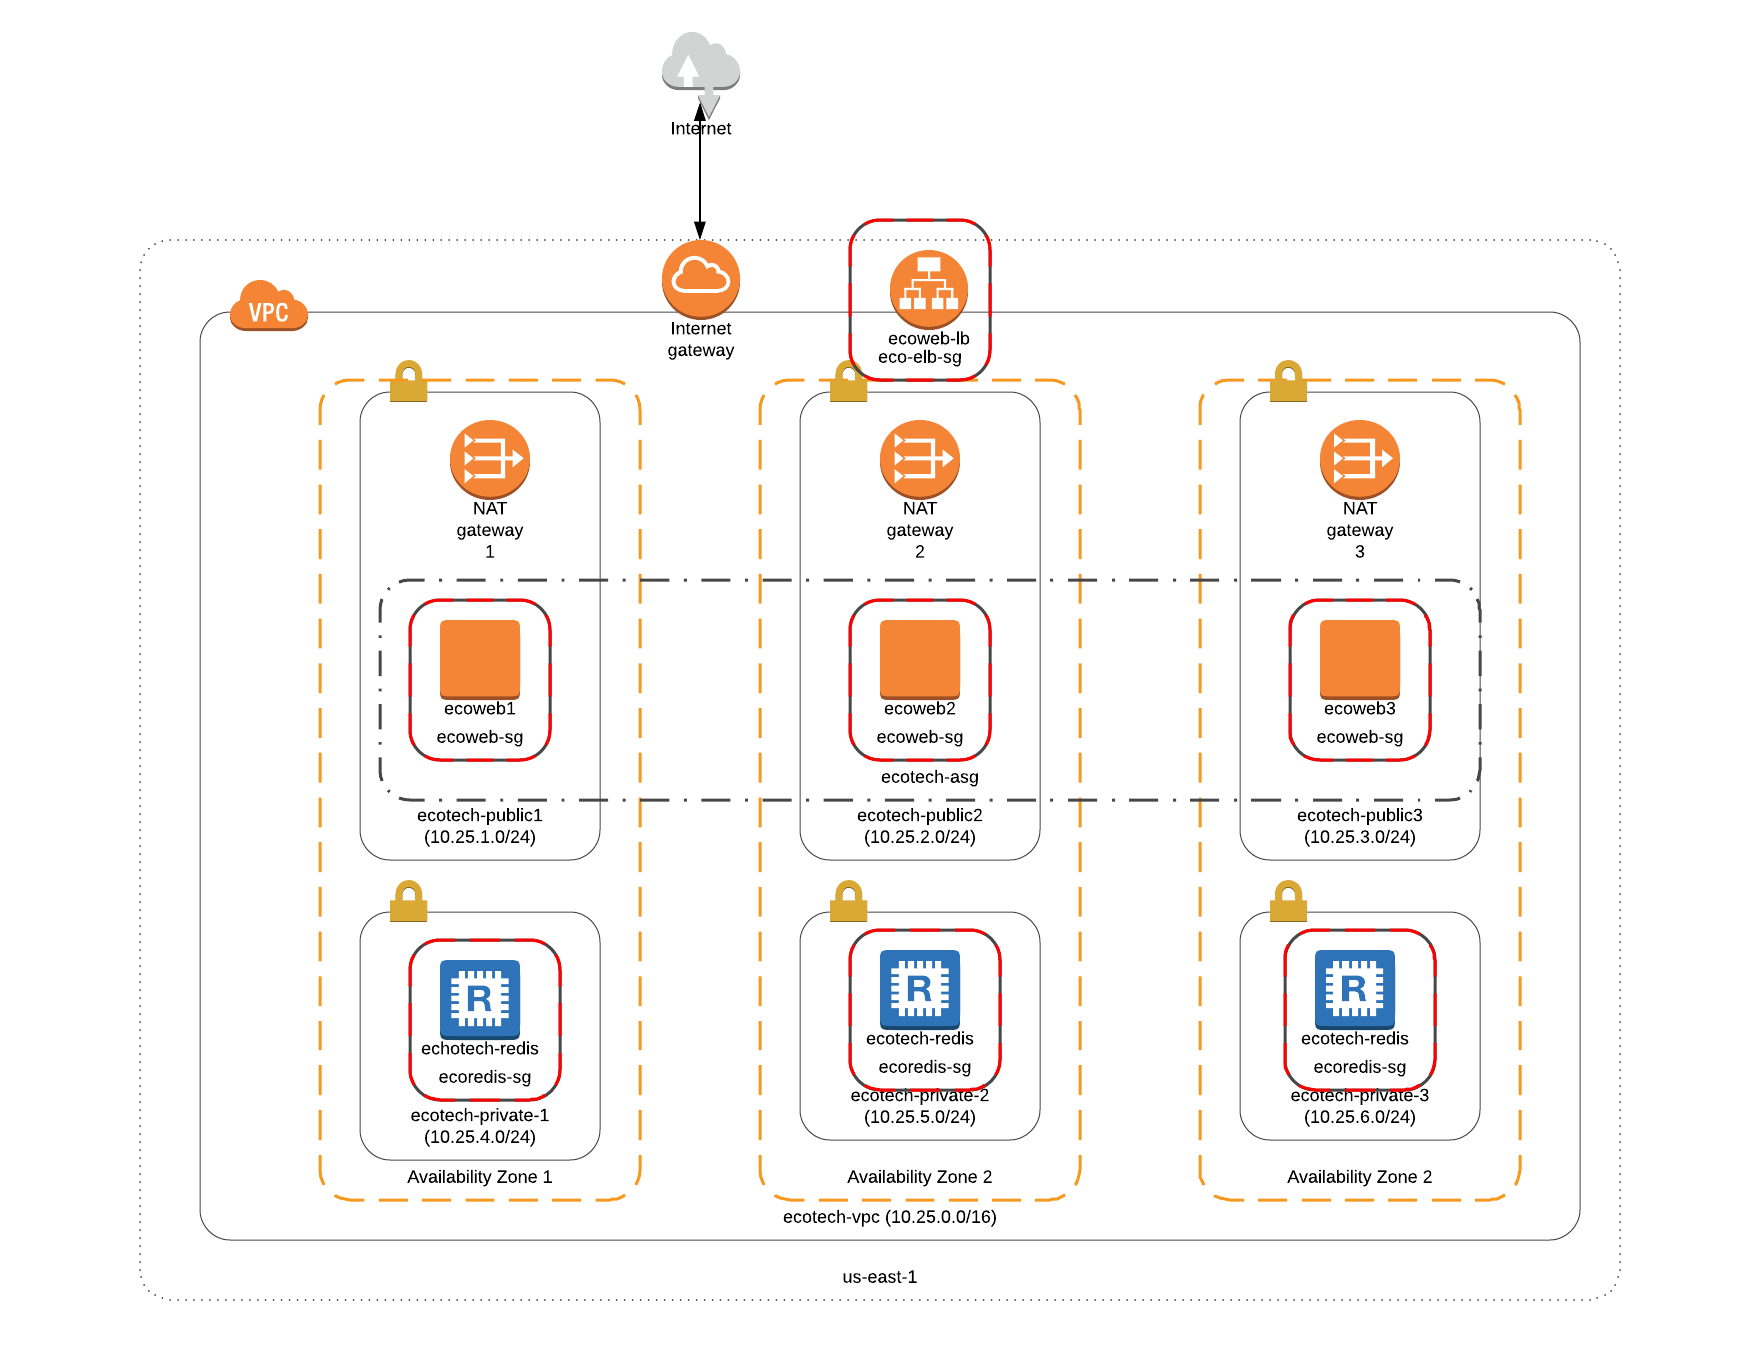 Internet
VPC
Internet
gateway
ecoweb-lb
eco-elb-sg
NAT
gateway
1
NAT
gateway
2
NAT
gateway
3
ecoweb1
ecoweb-sg
ecoweb2
ecoweb-sg
ecoweb3
ecoweb-sg
ecotech-asg
ecotech-public1
(10.25.1.0/24)
ecotech-public2
(10.25.2.0/24)
ecotech-public3
(10.25.3.0/24)
R
echotech-redis
ecoredis-sg
ecotech-private-1
(10.25.4.0/24)
R
ecotech-redis
ecoredis-sg
ecotech-private-2
(10.25.5.0/24)
R
ecotech-redis
ecoredis-sg
ecotech-private-3
(10.25.6.0/24)
Availability Zone 1
Availability Zone 2
Availability Zone 2
ecotech-vpc (10.25.0.0/16)
us-east-1